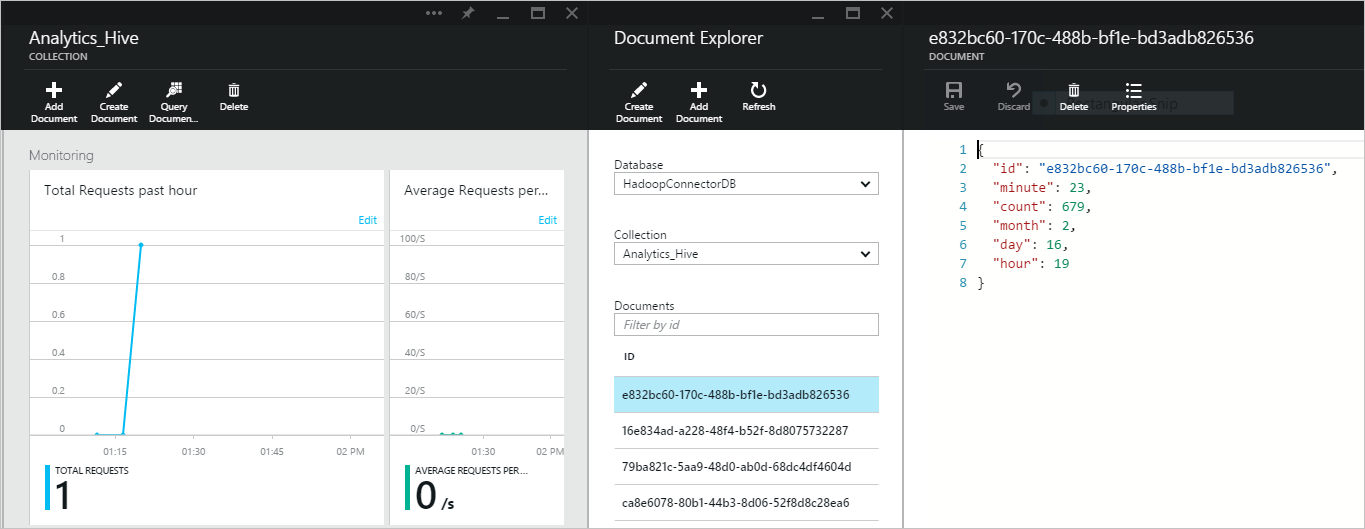 Analytics_Hive
COLLECTION
Add Document
Create Document
Query Documen...
Delete
Monitoring
Total Requests past hour
Edit
1
0.8
0.6
0.4
0.2
0
01:15
01:30
01:45
02 PM
TOTAL REQUESTS
1
Average Requests per...
Edit
100/S
80/S
60/S
40/S
20/S
0/S
01:30
02 PM
AVERAGE REQUESTS PER...
0 /s
Document Explorer
Create Document
Add Document
Refresh
Database
HadoopConnectorDB
Collection
Analytics_Hive
Documents
Filter by id
ID
e832bc60-170c-488b-bf1e-bd3adb826536
16e834ad-a228-48f4-b52f-8d8075732287
79ba821c-5aa9-48d0-ab0d-68dc4df4604d
ca8e6078-80b1-44b3-8d06-52f8d8c28ea6
e832bc60-170c-488b-bf1e-bd3adb826536
DOCUMENT
Save
Discard
Delete
Properties
1 {
2 "id": "e832bc60-170c-488b-bf1e-bd3adb826536",
3 "minute": 23,
4 "count": 679,
5 "month": 2,
6 "day": 16,
7 "hour": 19
8 }